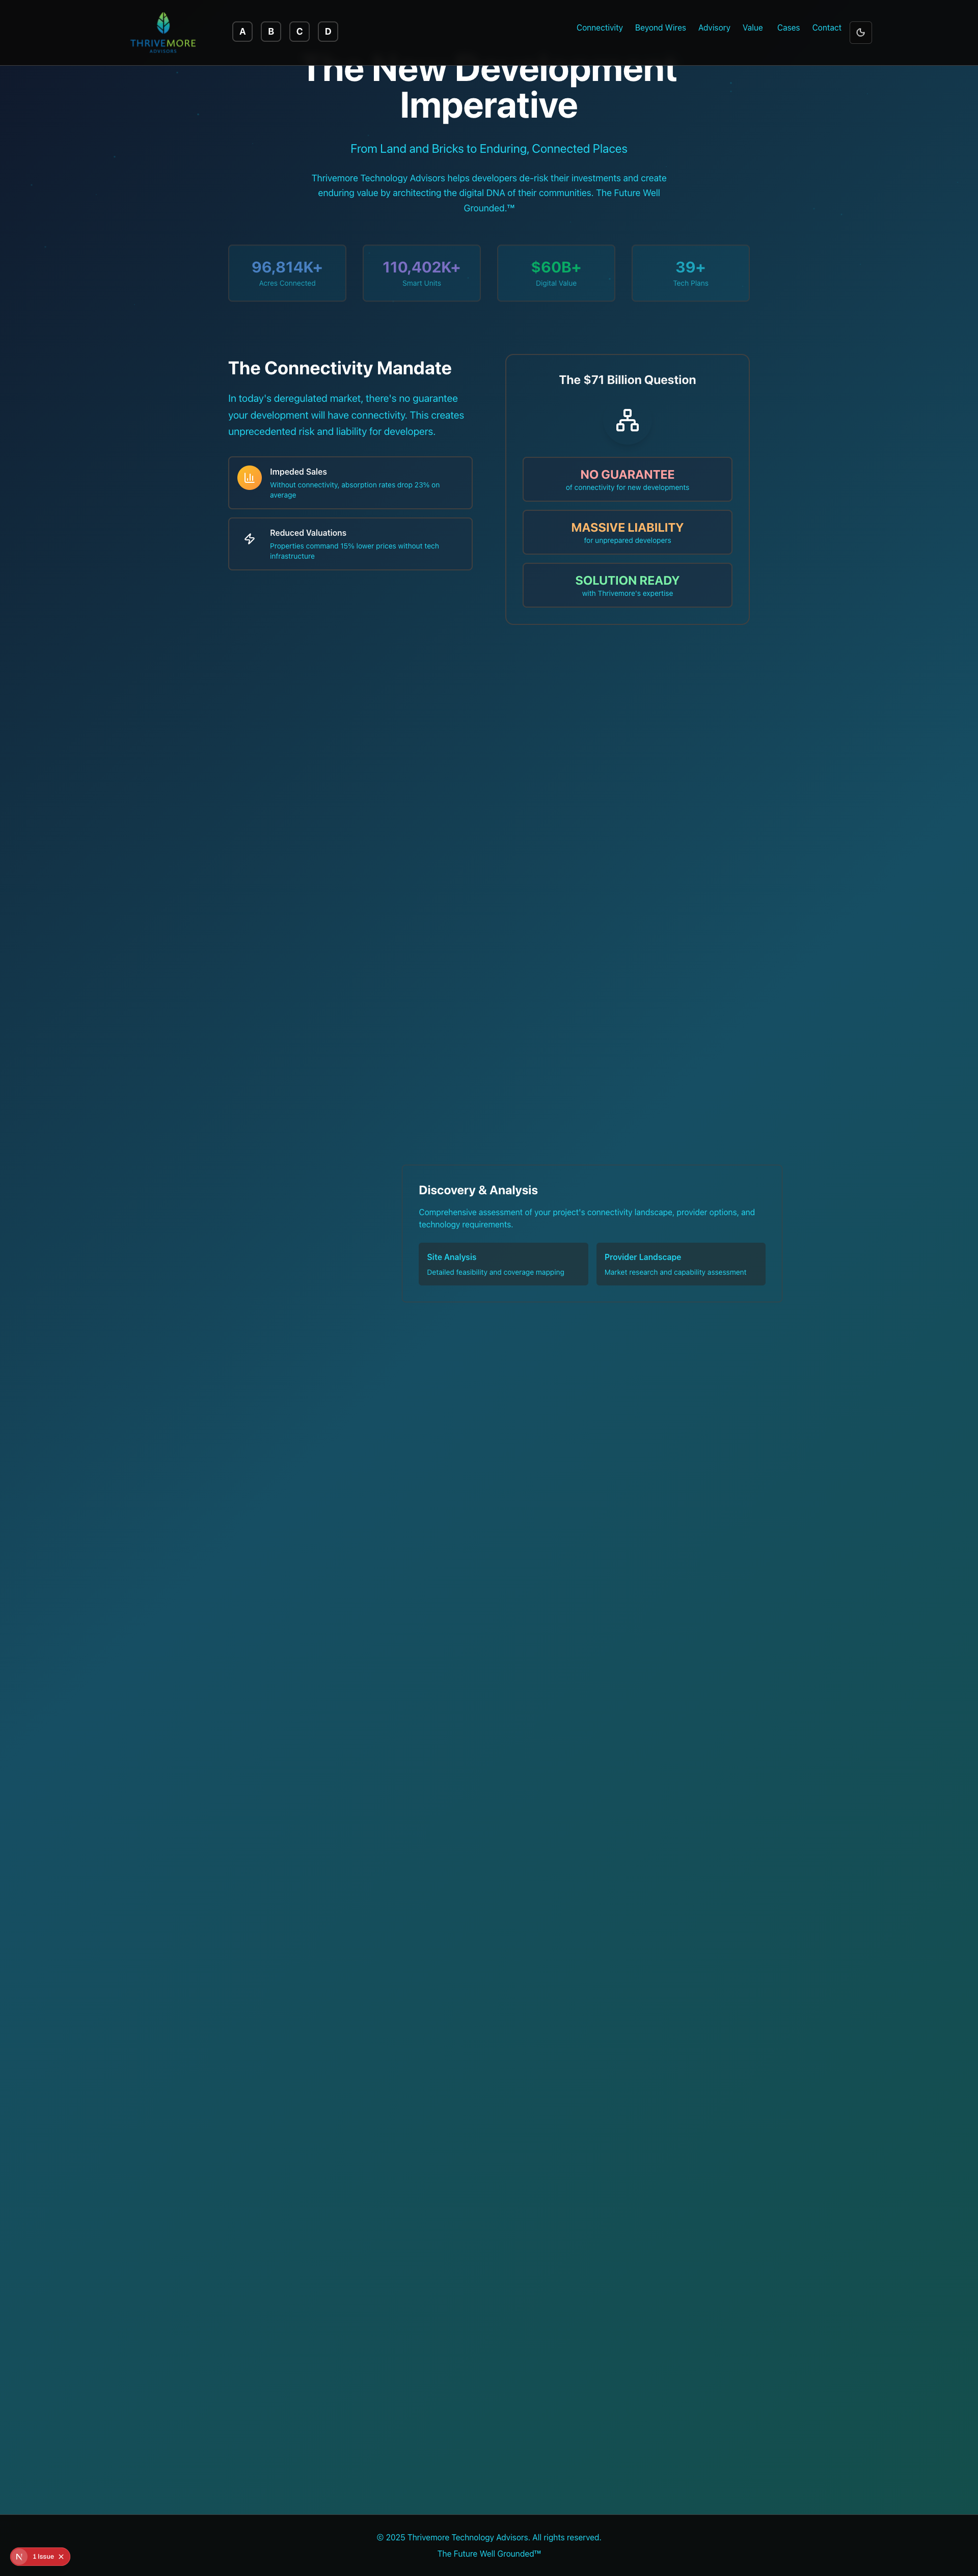 THRIVEMORE
ADVISORS
A B C D
Connectivity Beyond Wires Advisory Value Cases Contact
The New Development
Imperative
From Land and Bricks to Enduring, Connected Places
Thrivemore Technology Advisors helps developers de-risk their investments and create
enduring value by architecting the digital DNA of their communities. The Future Well
Grounded.™
96,814K+
Acres Connected
110,402K+
Smart Units
$60B+
Digital Value
39+
Tech Plans
The Connectivity Mandate
In today's deregulated market, there's no guarantee
your development will have connectivity. This creates
unprecedented risk and liability for developers.
Impeded Sales
Without connectivity, absorption rates drop 23% on
average
Reduced Valuations
Properties command 15% lower prices without tech
infrastructure
The $71 Billion Question
NO GUARANTEE
of connectivity for new developments
MASSIVE LIABILITY
for unprepared developers
SOLUTION READY
with Thrivemore's expertise
Discovery & Analysis
Comprehensive assessment of your project's connectivity landscape, provider options, and
technology requirements.
Site Analysis
Detailed feasibility and coverage mapping
Provider Landscape
Market research and capability assessment
© 2025 Thrivemore Technology Advisors. All rights reserved.
The Future Well Grounded™
N 1 Issue